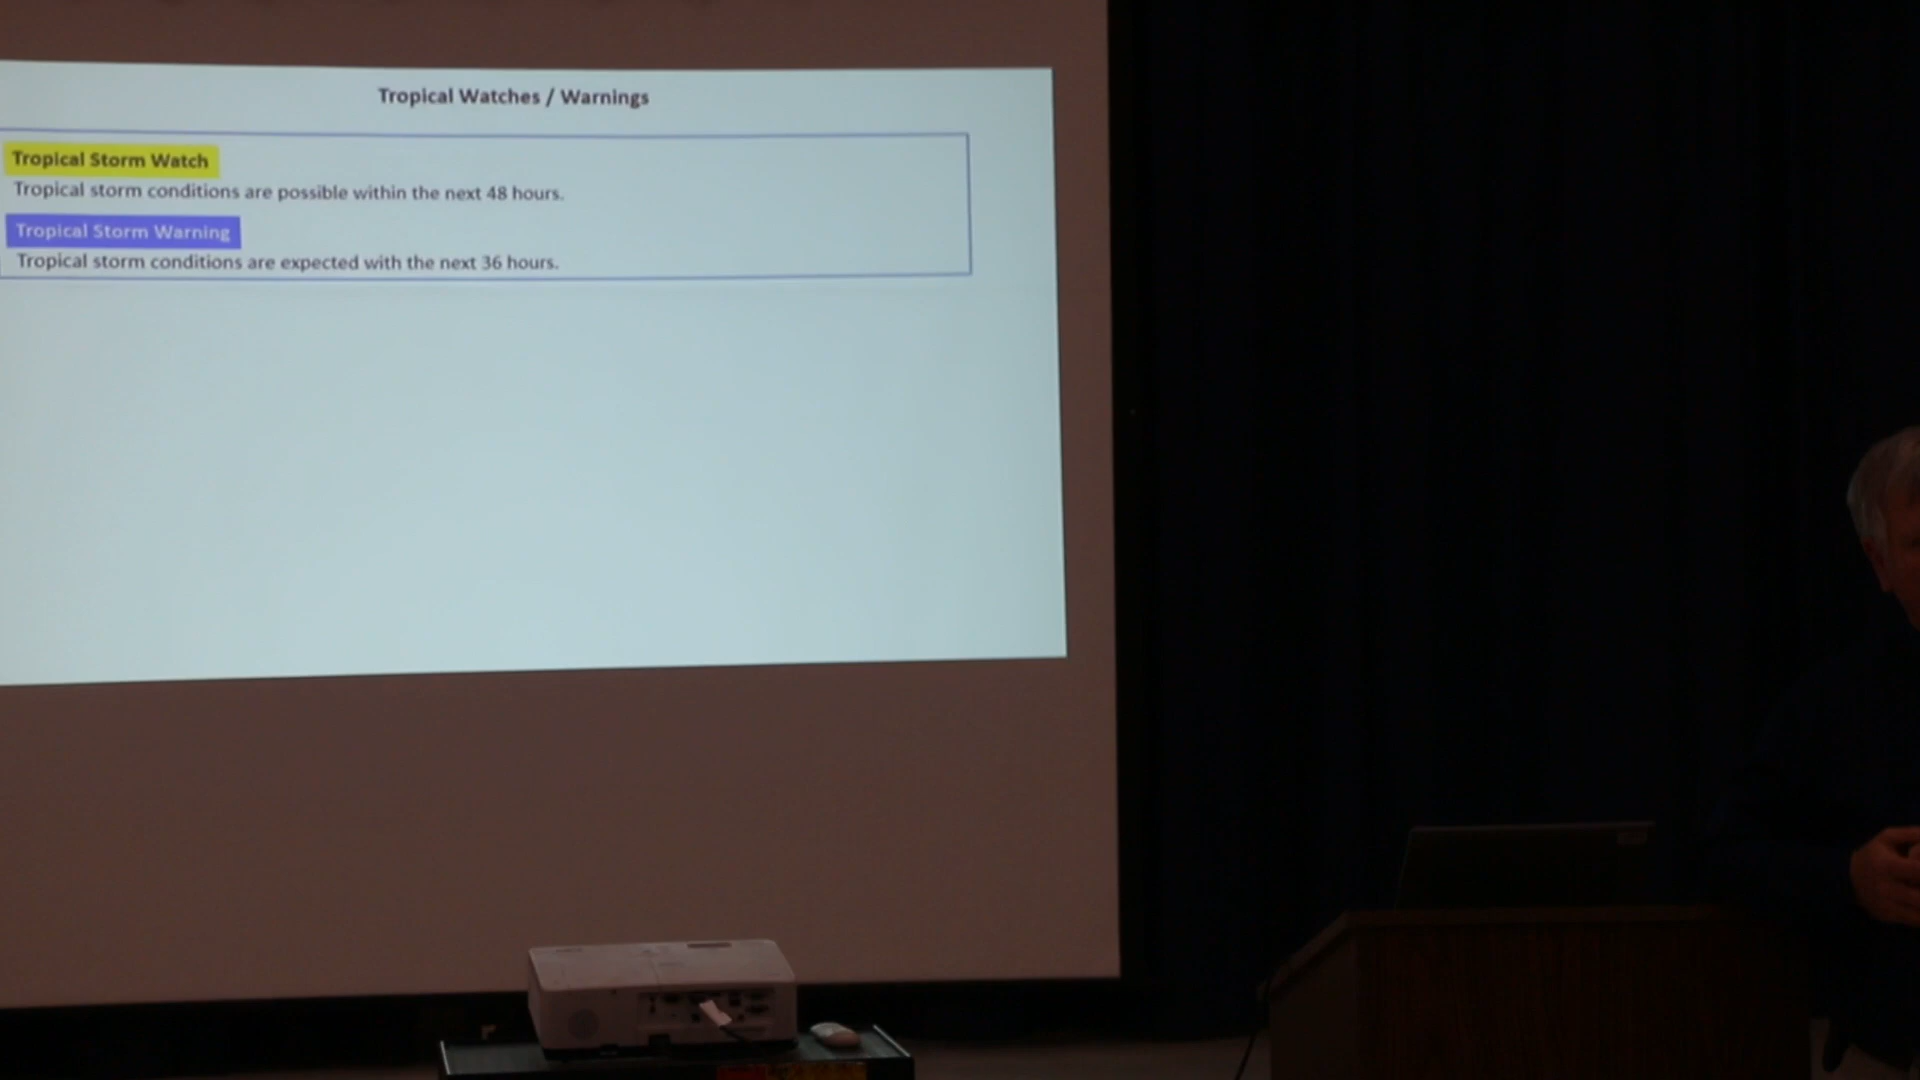 Tropical Watches / Warnings
Tropical Storm Watch
Tropical storm conditions are possible within the next 48 hours.
Tropical Storm Warning
Tropical storm conditions are expected with the next 36 hours.